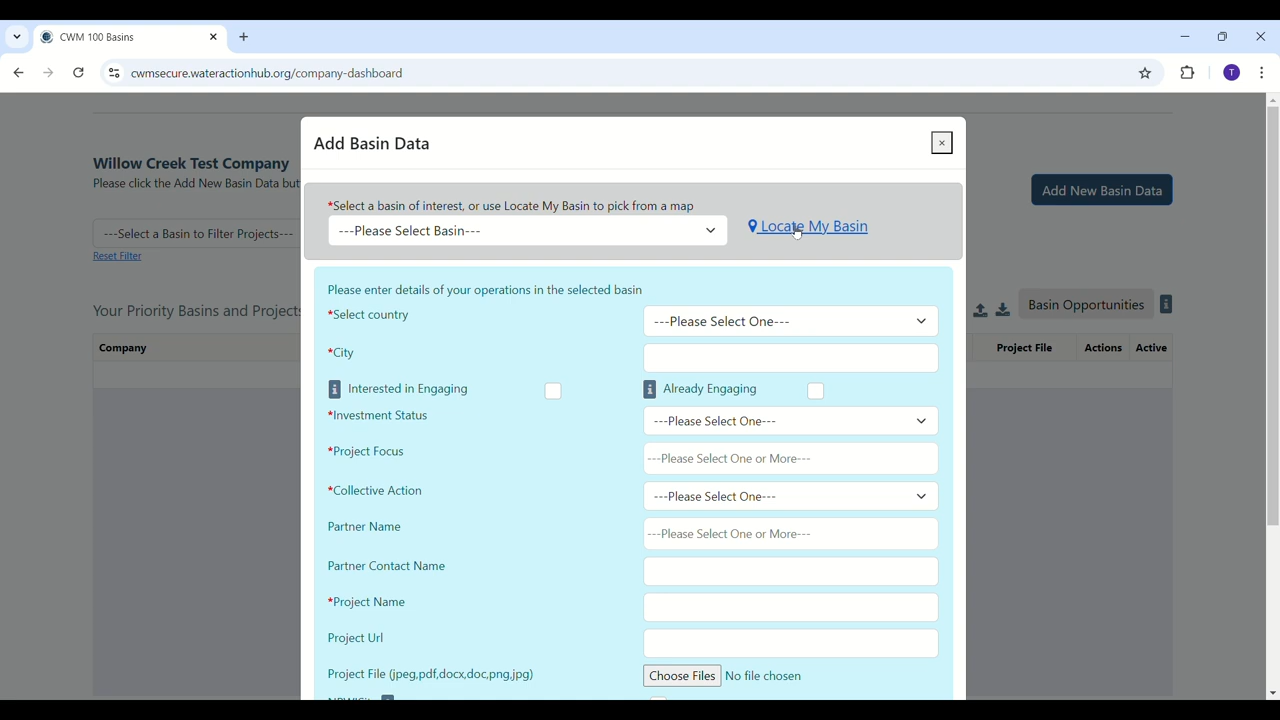 CWM 100 Basins
cwmsecure.wateractionhub.org/company-dashboard
T
Add Basin Data
×
Willow Creek Test Company
Please click the Add New Basin Data but
Add New Basin Data
*Select a basin of interest, or use Locate My Basin to pick from a map
---Please Select Basin---
Locate My Basin
---Select a Basin to Filter Projects---
Reset Filter
Please enter details of your operations in the selected basin
Your Priority Basins and Projects
Basin Opportunities
i
*Select country
---Please Select One---
Company
Project File
Actions
Active
*City
i Interested in Engaging
i Already Engaging
*Investment Status
---Please Select One---
*Project Focus
---Please Select One or More---
*Collective Action
---Please Select One---
Partner Name
---Please Select One or More---
Partner Contact Name
*Project Name
Project Url
Project File (jpeg,pdf,docx,doc,png,jpg)
Choose Files No file chosen